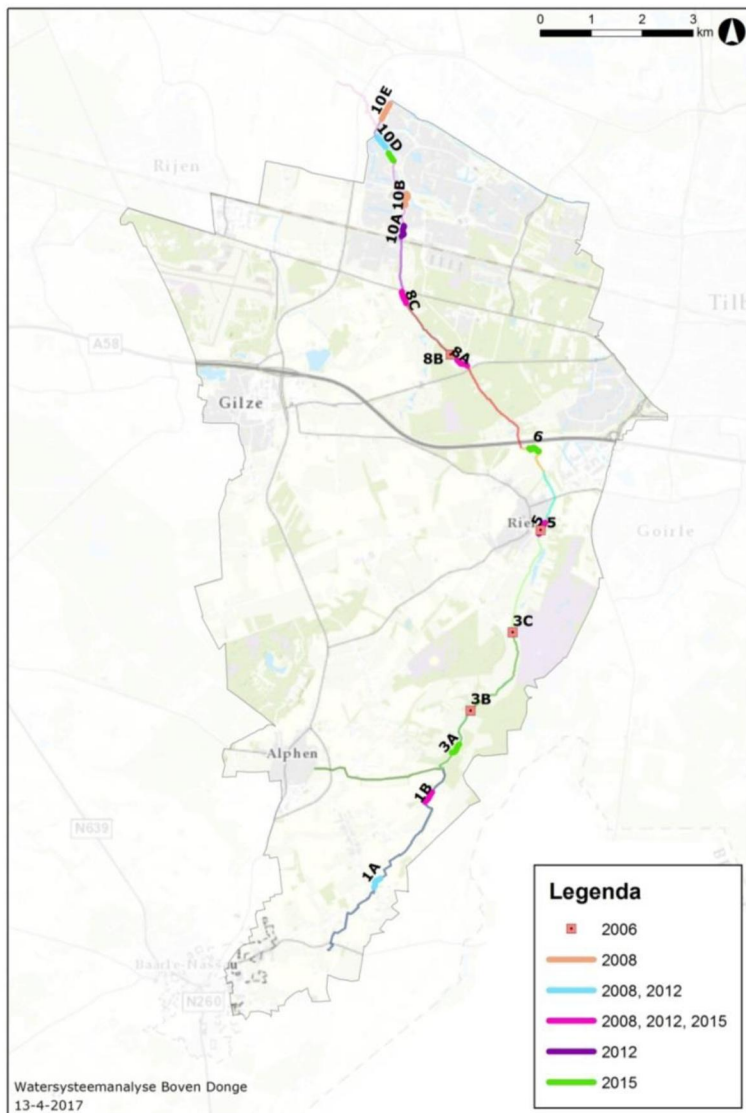 0 1 2 3
km
10E
10D
Rijen
10B
10A
8C
Tilb
A58
8B
8A
Gilze
6
5
5
Rie
Goirle
3C
3B
3A
Alphen
1B
N639
1A
Baarle-Nassau
N260
Legenda
2006
2008
2008, 2012
2008, 2012, 2015
2012
2015
Watersysteemanalyse Boven Donge
13-4-2017